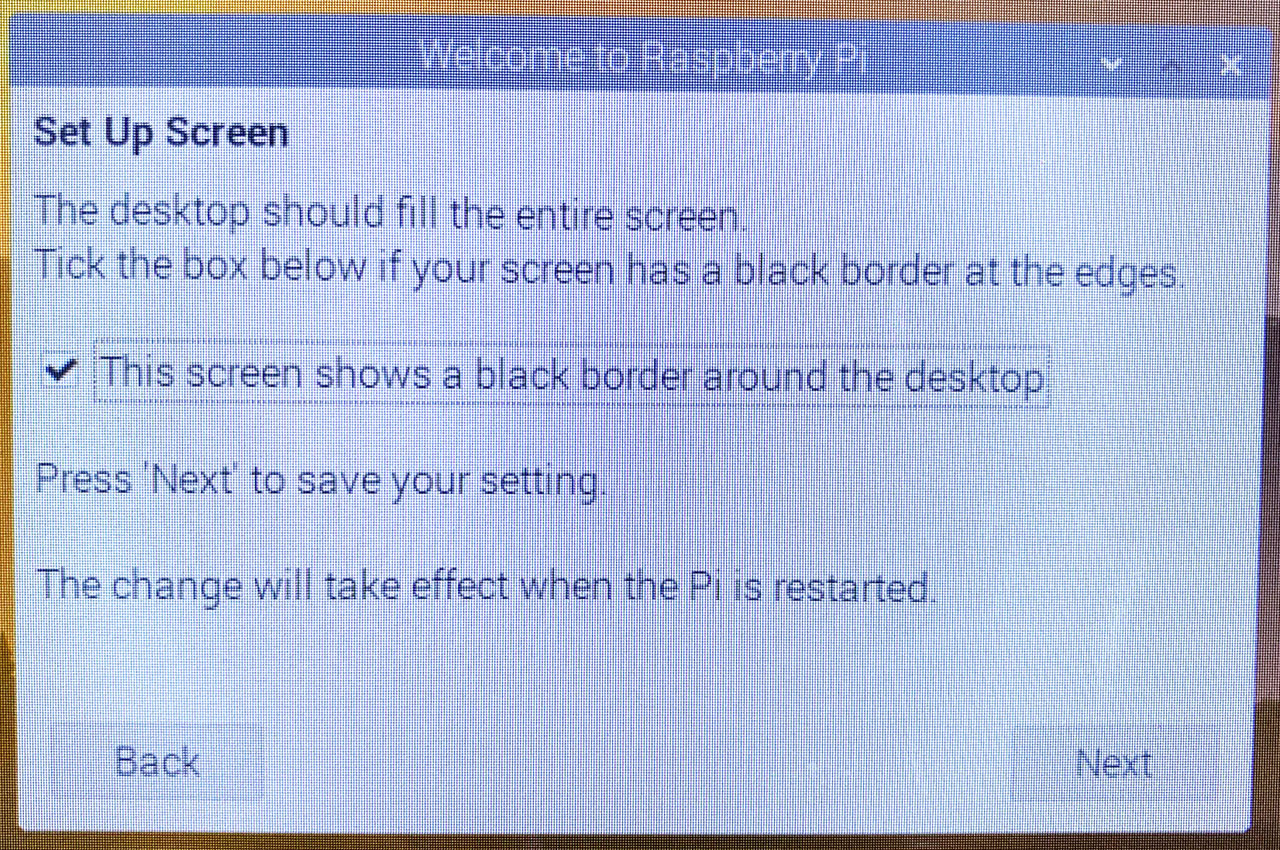 Welcome to Raspberry Pi
Set Up Screen
The desktop should fill the entire screen.
Tick the box below if your screen has a black border at the edges.
This screen shows a black border around the desktop
Press 'Next' to save your setting.
The change will take effect when the Pi is restarted.
Back
Next